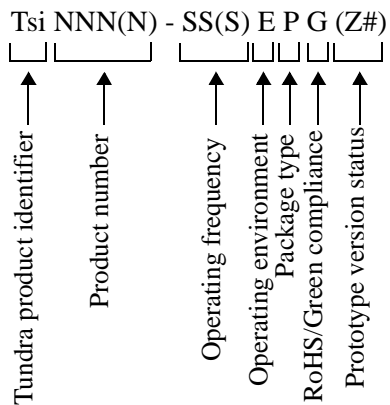 Tsi NNN(N) - SS(S) E P G (Z#)
Tundra product identifier
Product number
Operating frequency
Operating environment
Package type
RoHS/Green compliance
Prototype version status